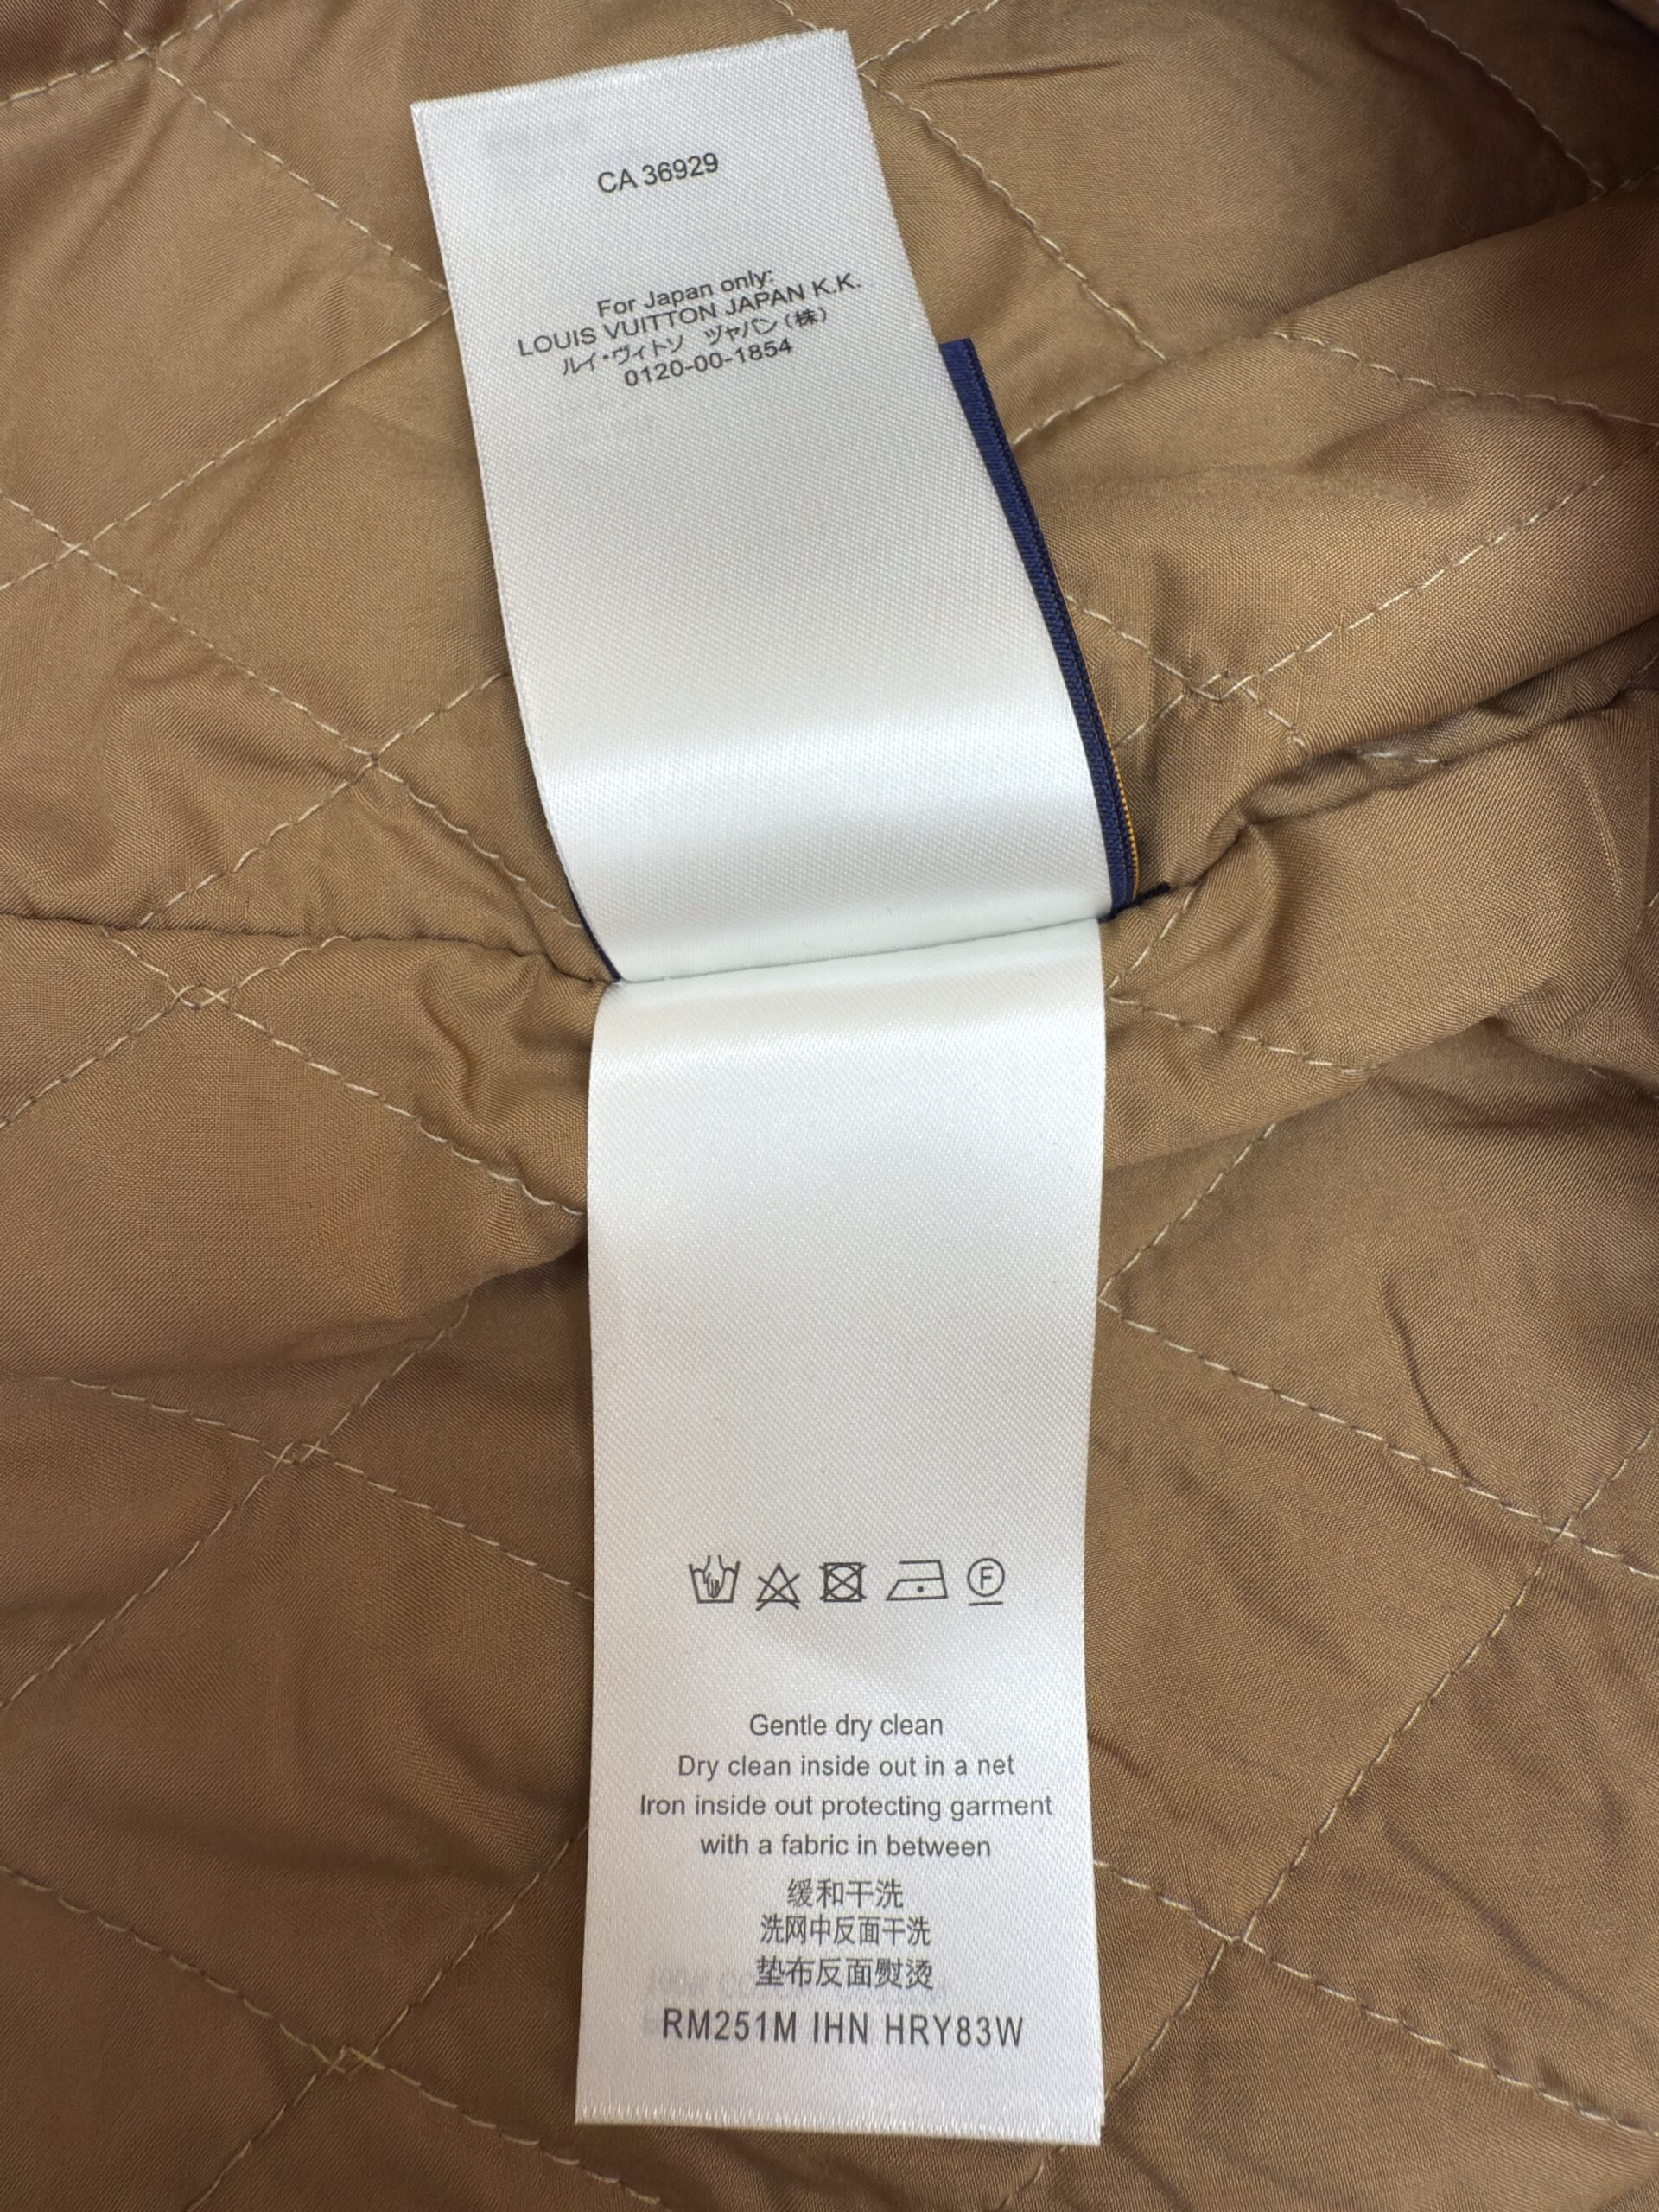 CA 36929
For Japan only:
LOUIS VUITTON JAPAN K.K.
ルイ・ヴィトソ ヅャパン（株）
0120-00-1854
F
Gentle dry clean
Dry clean inside out in a net
Iron inside out protecting garment
with a fabric in between
缓和干洗
洗网中反面干洗
垫布反面熨烫
RM251M IHN HRY83W